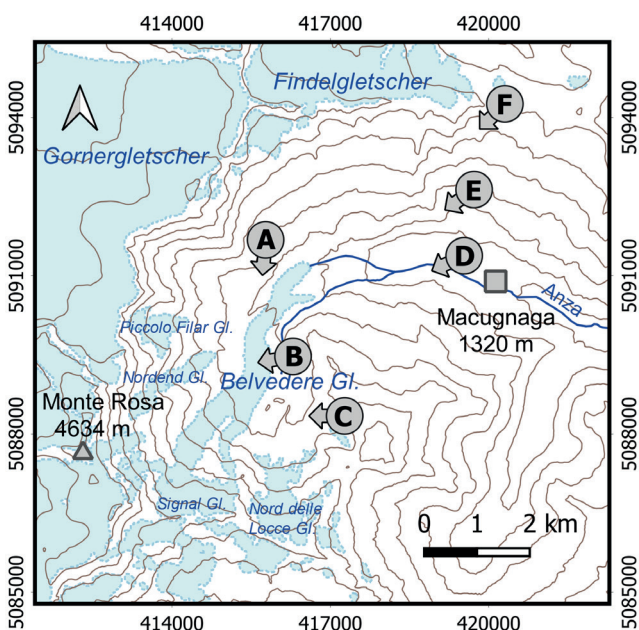 414000
417000
420000
5094000
5091000
5088000
5085000
Findelgletscher
Gornergletscher
F
E
A
D
Anza
Macugnaga
1320 m
Piccolo Filar Gl.
B
Nordend Gl.
Belvedere Gl.
Monte Rosa
4634 m
C
Signal Gl.
Nord delle
Locce Gl.
0 1 2 km
5094000
5091000
5088000
5085000
414000
417000
420000